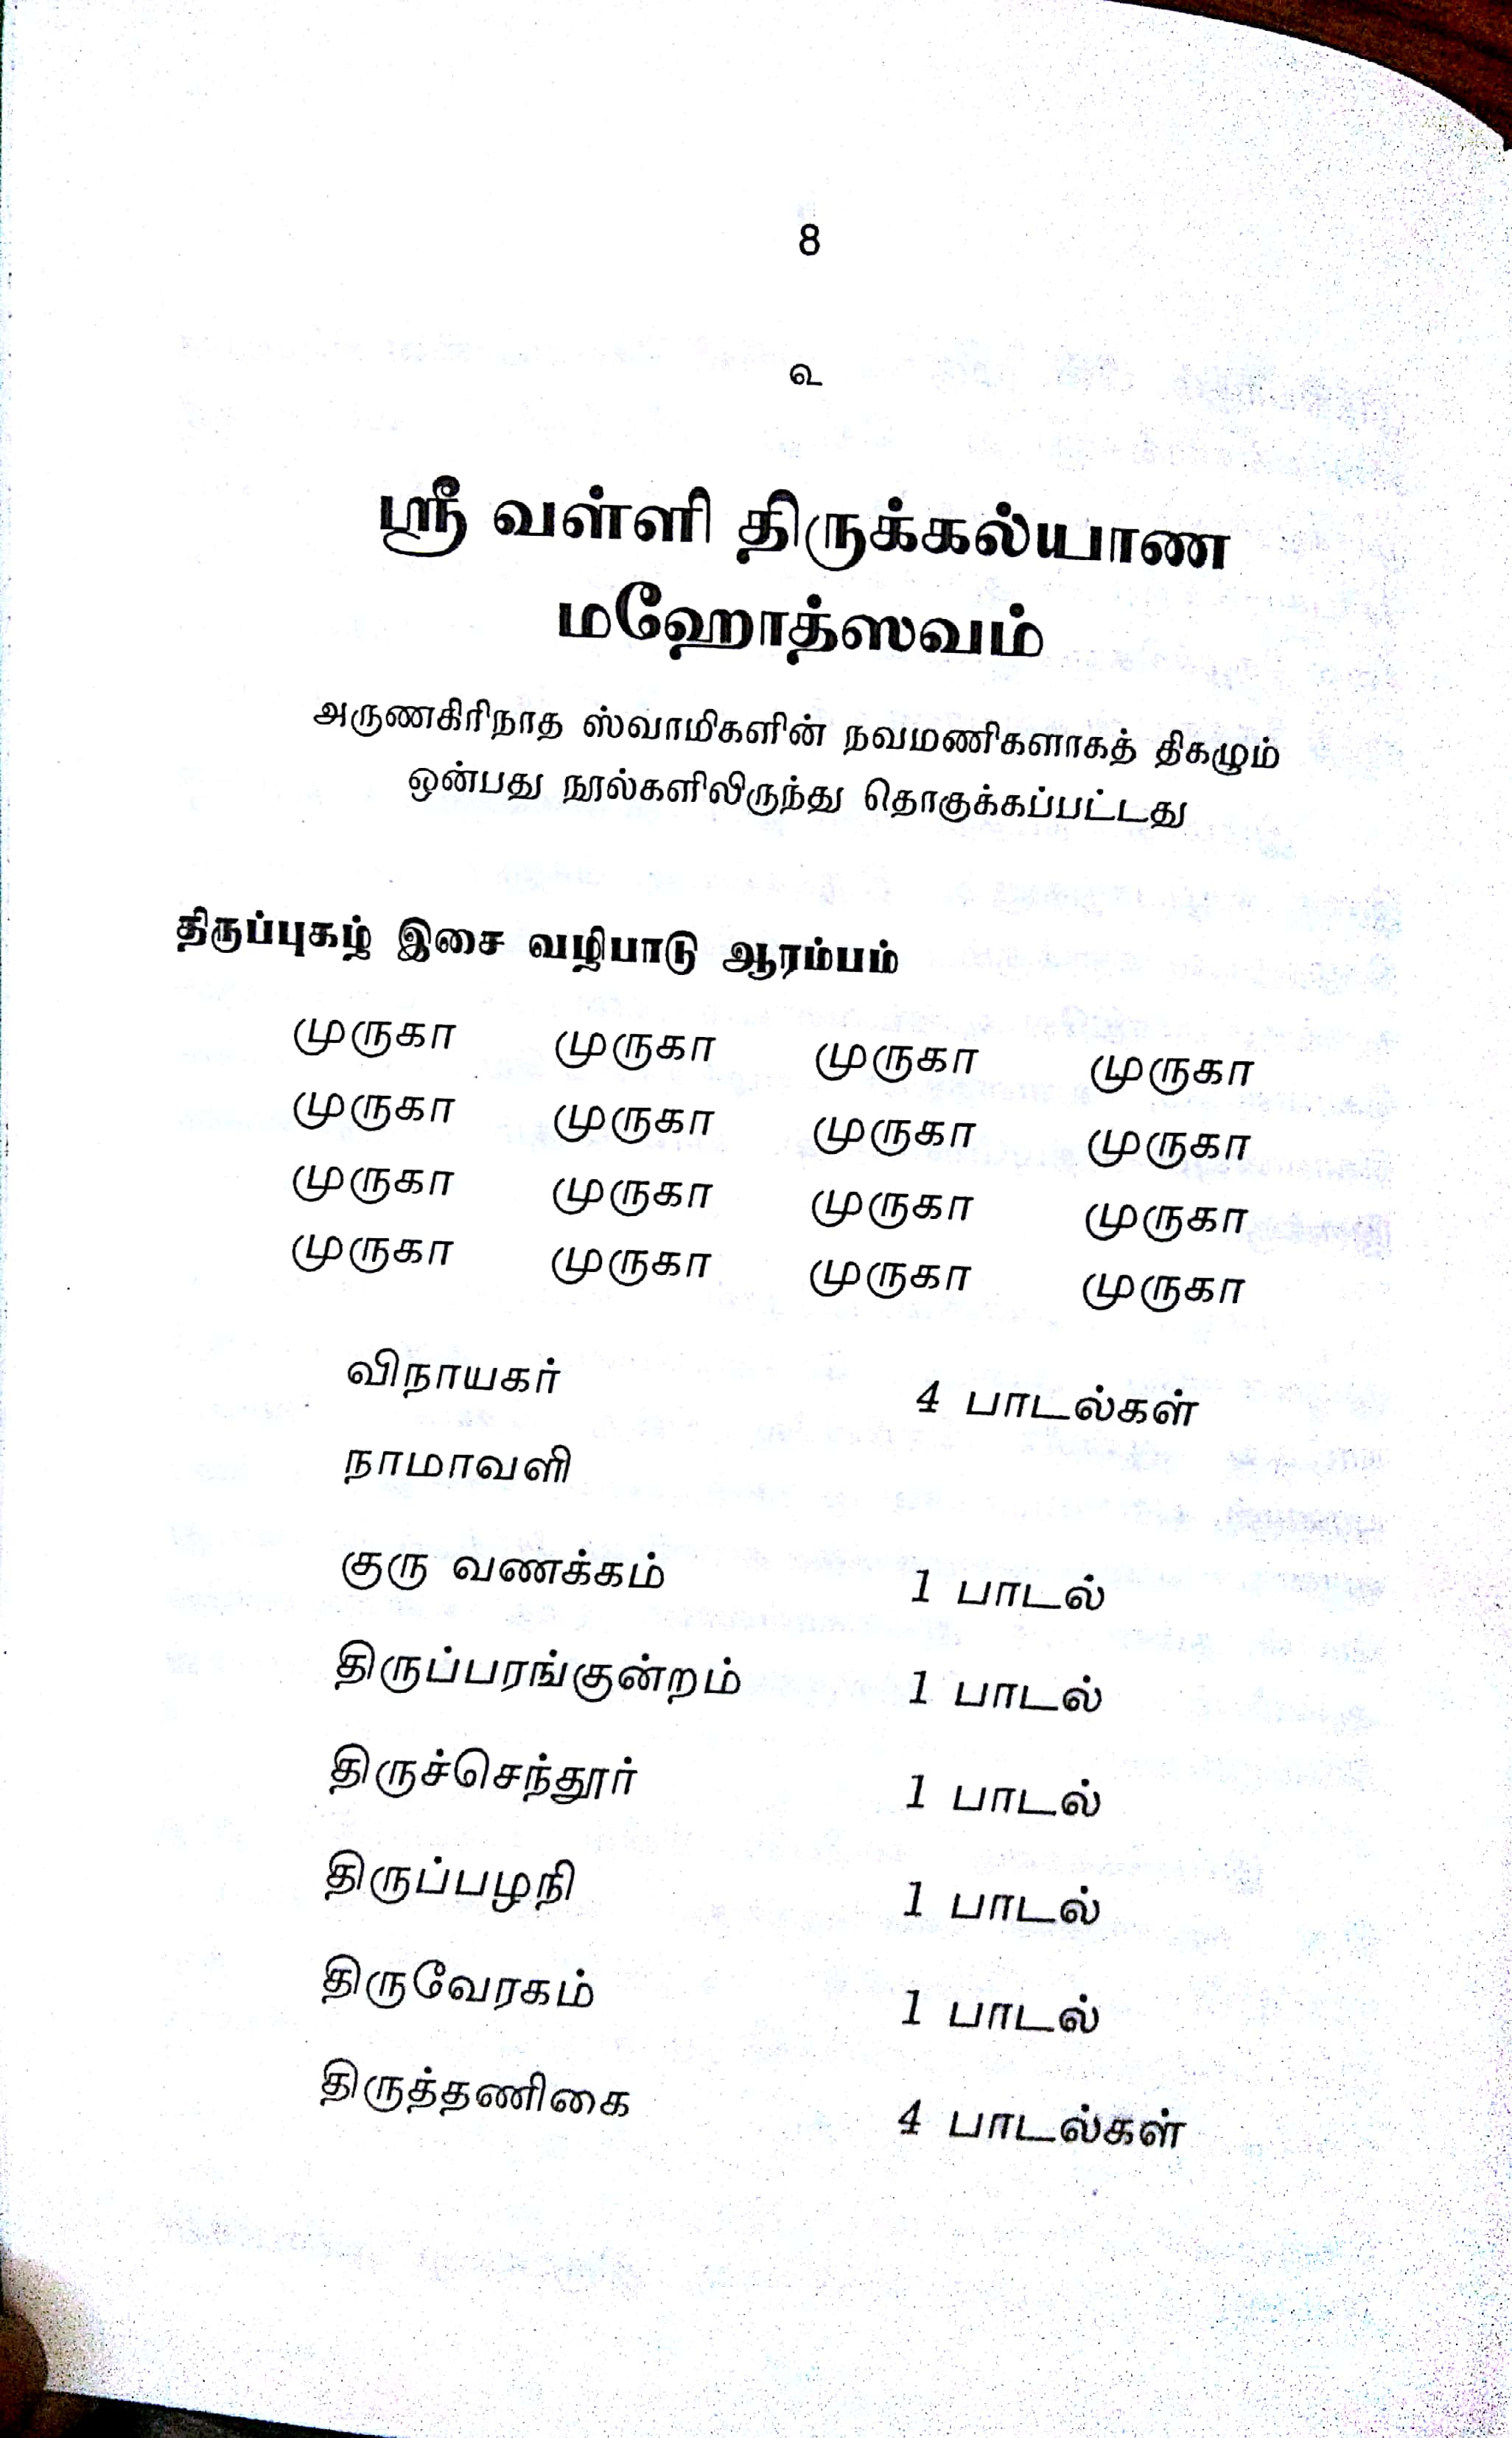 8
உ
ஸ்ரீ வள்ளி திருக்கல்யாண
மஹோத்ஸவம்
அருணகிரிநாத ஸ்வாமிகளின் நவமணிகளாகத் திகழும்
ஒன்பது நூல்களிலிருந்து தொகுக்கப்பட்டது
திருப்புகழ் இசை வழிபாடு ஆரம்பம்
முருகா முருகா முருகா முருகா
முருகா முருகா முருகா முருகா
முருகா முருகா முருகா முருகா
முருகா முருகா முருகா முருகா
விநாயகர் 4 பாடல்கள்
நாமாவளி
குரு வணக்கம் 1 பாடல்
திருப்பரங்குன்றம் 1 பாடல்
திருச்செந்தூர் 1 பாடல்
திருப்பழநி 1 பாடல்
திருவேரகம் 1 பாடல்
திருத்தணிகை 4 பாடல்கள்